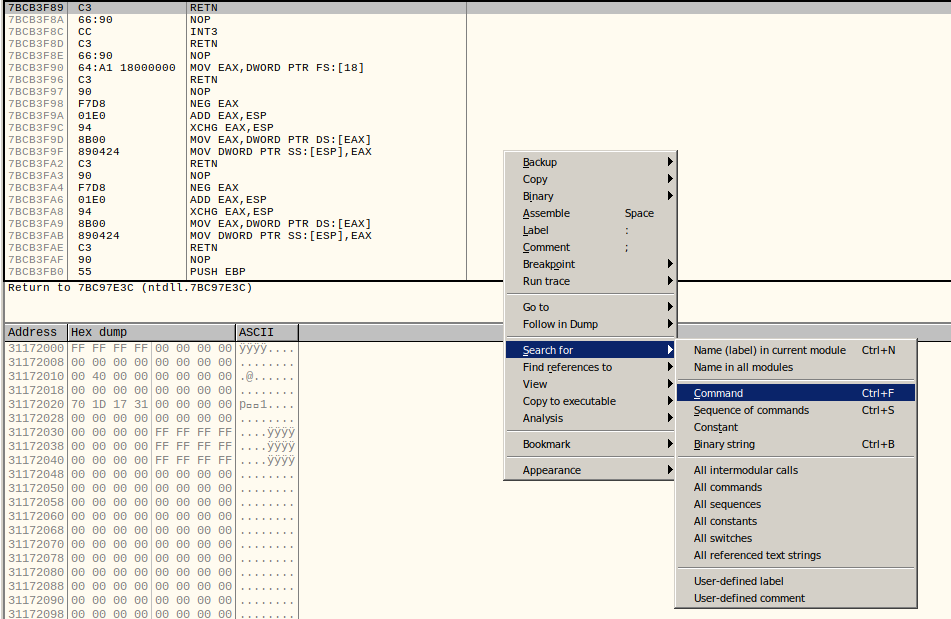 7BCB3F89 C3 RETN
7BCB3F8A 66:90 NOP
7BCB3F8C CC INT3
7BCB3F8D C3 RETN
7BCB3F8E 66:90 NOP
7BCB3F90 64:A1 18000000 MOV EAX,DWORD PTR FS:[18]
7BCB3F96 C3 RETN
7BCB3F97 90 NOP
7BCB3F98 F7D8 NEG EAX
7BCB3F9A 01E0 ADD EAX,ESP
7BCB3F9C 94 XCHG EAX,ESP
7BCB3F9D 8B00 MOV EAX,DWORD PTR DS:[EAX]
7BCB3F9F 890424 MOV DWORD PTR SS:[ESP],EAX
7BCB3FA2 C3 RETN
7BCB3FA3 90 NOP
7BCB3FA4 F7D8 NEG EAX
7BCB3FA6 01E0 ADD EAX,ESP
7BCB3FA8 94 XCHG EAX,ESP
7BCB3FA9 8B00 MOV EAX,DWORD PTR DS:[EAX]
7BCB3FAB 890424 MOV DWORD PTR SS:[ESP],EAX
7BCB3FAE C3 RETN
7BCB3FAF 90 NOP
7BCB3FB0 55 PUSH EBP
Return to 7BC97E3C (ntdll.7BC97E3C)
Address Hex dump ASCII
31172000 FF FF FF FF 00 00 00 00 ÿÿÿÿ....
31172008 00 00 00 00 00 00 00 00 ........
31172010 00 40 00 00 00 00 00 00 .@......
31172018 00 00 00 00 00 00 00 00 ........
31172020 70 1D 17 31 00 00 00 00 p▫▫1....
31172028 00 00 00 00 00 00 00 00 ........
31172030 00 00 00 00 FF FF FF FF ....ÿÿÿÿ
31172038 00 00 00 00 FF FF FF FF ....ÿÿÿÿ
31172040 00 00 00 00 FF FF FF FF ....ÿÿÿÿ
31172048 00 00 00 00 00 00 00 00 ........
31172050 00 00 00 00 00 00 00 00 ........
31172058 00 00 00 00 00 00 00 00 ........
31172060 00 00 00 00 00 00 00 00 ........
31172068 00 00 00 00 00 00 00 00 ........
31172070 00 00 00 00 00 00 00 00 ........
31172078 00 00 00 00 00 00 00 00 ........
31172080 00 00 00 00 00 00 00 00 ........
31172088 00 00 00 00 00 00 00 00 ........
31172090 00 00 00 00 00 00 00 00 ........
31172098 00 00 00 00 00 00 00 00 ........
Backup
Copy
Binary
Assemble Space
Label :
Comment ;
Breakpoint
Run trace
Go to
Follow in Dump
Search for
Find references to
View
Copy to executable
Analysis
Bookmark
Appearance
Name (label) in current module Ctrl+N
Name in all modules
Command Ctrl+F
Sequence of commands Ctrl+S
Constant
Binary string Ctrl+B
All intermodular calls
All commands
All sequences
All constants
All switches
All referenced text strings
User-defined label
User-defined comment